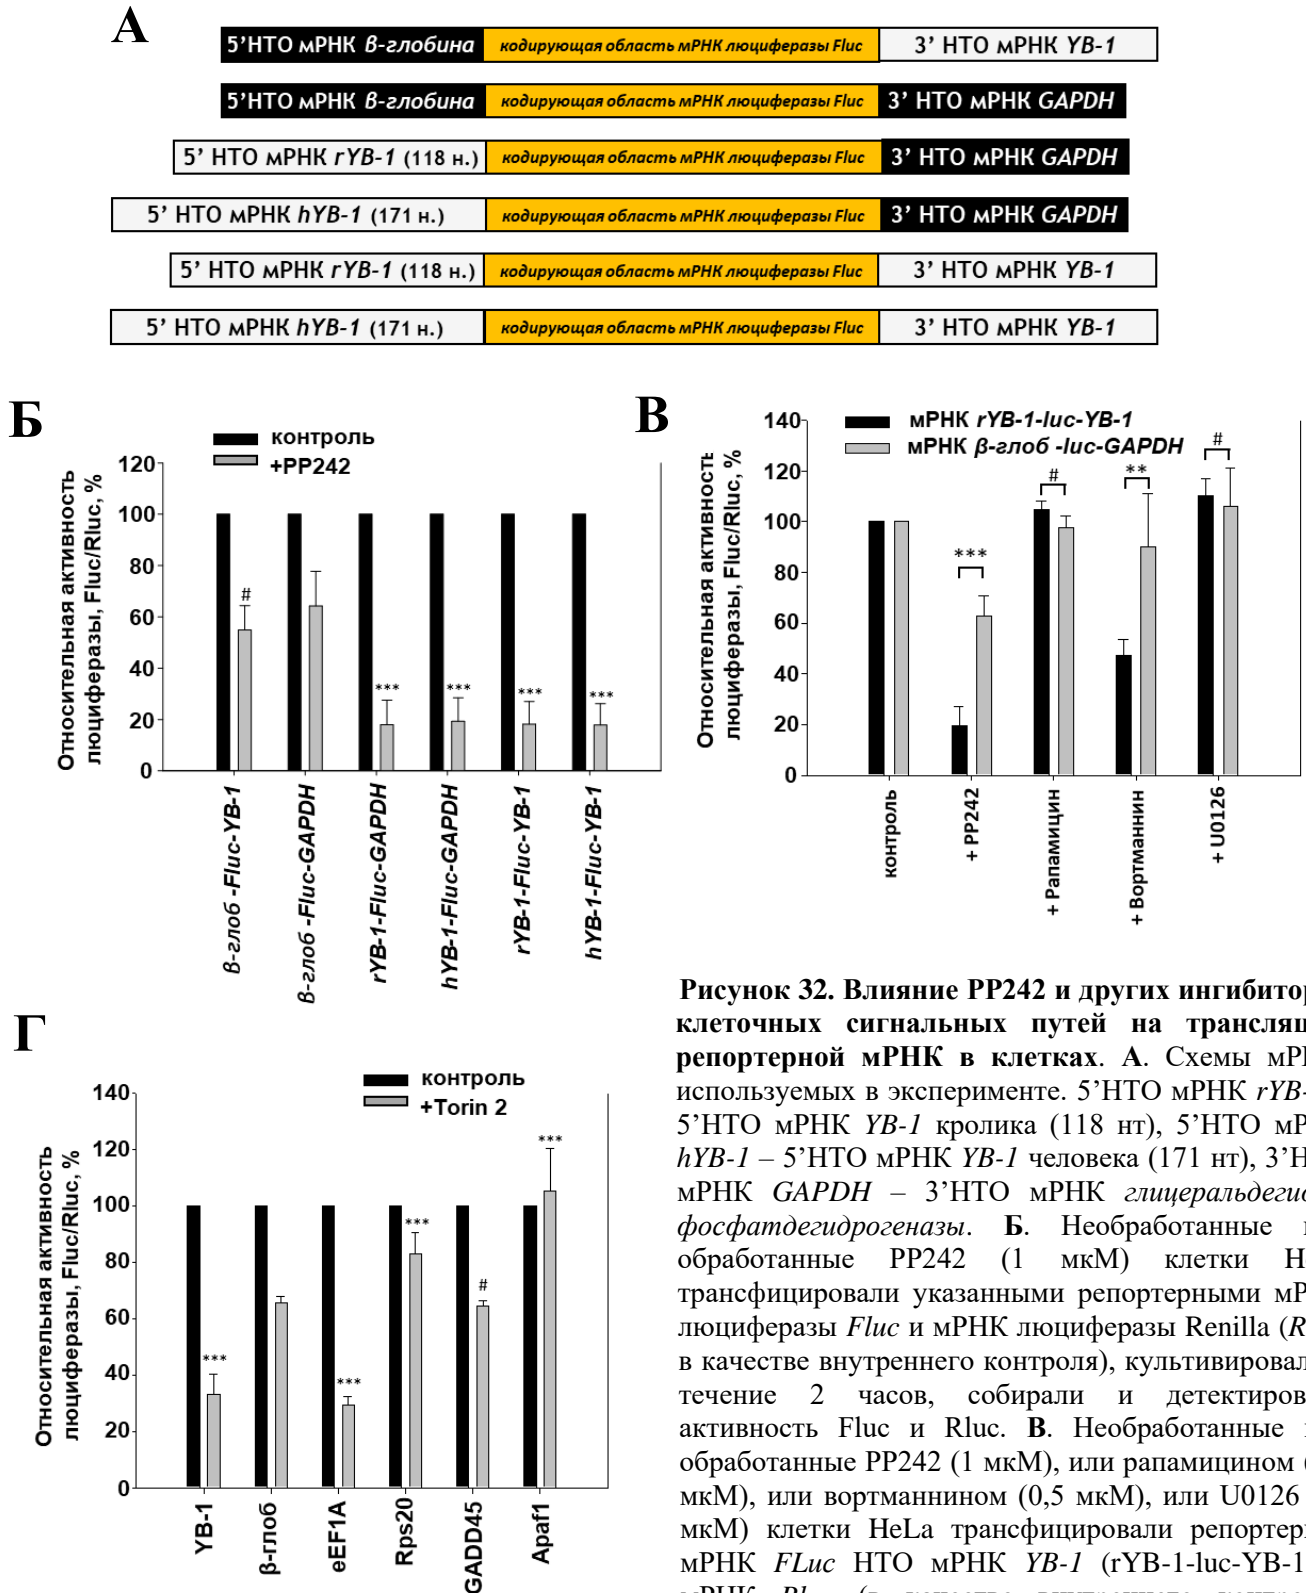 А
5'НТО мРНК β-глобина кодирующая область мРНК люциферазы Fluc 3' НТО мРНК YB-1
5'НТО мРНК β-глобина кодирующая область мРНК люциферазы Fluc 3' НТО мРНК GAPDH
5' НТО мРНК rYB-1 (118 н.) кодирующая область мРНК люциферазы Fluc 3' НТО мРНК GAPDH
5' НТО мРНК hYB-1 (171 н.) кодирующая область мРНК люциферазы Fluc 3' НТО мРНК GAPDH
5' НТО мРНК rYB-1 (118 н.) кодирующая область мРНК люциферазы Fluc 3' НТО мРНК YB-1
5' НТО мРНК hYB-1 (171 н.) кодирующая область мРНК люциферазы Fluc 3' НТО мРНК YB-1
Б
контроль
+PP242
Относительная активность
люциферазы, Fluc/Rluc, %
120
100
80
60
40
20
0
#
***
***
***
***
β-глоб -Fluc-YB-1
β-глоб -Fluc-GAPDH
rYB-1-Fluc-GAPDH
hYB-1-Fluc-GAPDH
rYB-1-Fluc-YB-1
hYB-1-Fluc-YB-1
В
мРНК rYB-1-luc-YB-1
мРНК β-глоб -luc-GAPDH
Относительная активность
люциферазы, Fluc/Rluc, %
140
120
100
80
60
40
20
0
***
#
**
#
контроль
+ PP242
+ Рапамицин
+ Вортманнин
+ U0126
Г
контроль
+Torin 2
Относительная активность
люциферазы, Fluc/Rluc, %
140
120
100
80
60
40
20
0
***
***
***
#
***
YB-1
β-глоб
eEF1A
Rps20
GADD45
Apaf1
Рисунок 32. Влияние PP242 и других ингибитор
клеточных сигнальных путей на трансляц
репортерной мРНК в клетках. А. Схемы мР
используемых в эксперименте. 5'НТО мРНК rYB-
5'НТО мРНК YB-1 кролика (118 нт), 5'НТО мР
hYB-1 – 5'НТО мРНК YB-1 человека (171 нт), 3'Н
мРНК GAPDH – 3'НТО мРНК глицеральдегид
фосфатдегидрогеназы. Б. Необработанные и
обработанные PP242 (1 мкМ) клетки He
трансфицировали указанными репортерными мР
люциферазы Fluc и мРНК люциферазы Renilla (R
в качестве внутреннего контроля), культивировал
течение 2 часов, собирали и детектиров
активность Fluc и Rluc. В. Необработанные и
обработанные PP242 (1 мкМ), или рапамицином (
мкМ), или вортманнином (0,5 мкМ), или U0126
мкМ) клетки HeLa трансфицировали репортер
мРНК FLuc НТО мРНК YB-1 (rYB-1-luc-YB-1